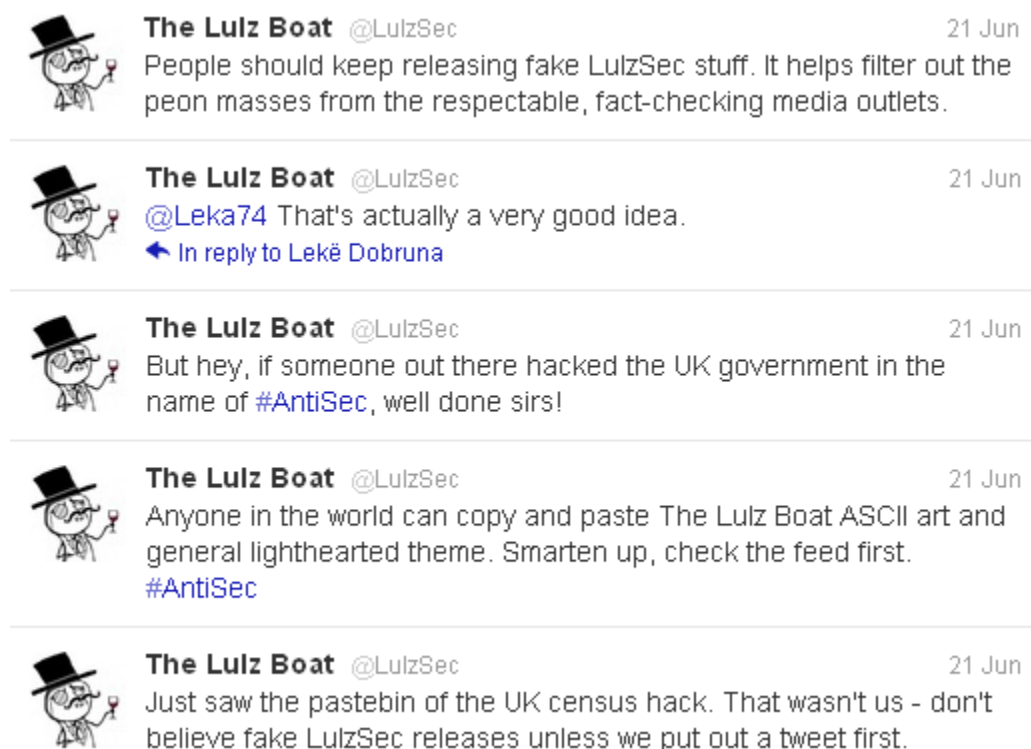 The Lulz Boat @LulzSec 21 Jun
People should keep releasing fake LulzSec stuff. It helps filter out the
peon masses from the respectable, fact-checking media outlets.
The Lulz Boat @LulzSec 21 Jun
@Leka74 That's actually a very good idea.
In reply to Lekë Dobruna
The Lulz Boat @LulzSec 21 Jun
But hey, if someone out there hacked the UK government in the
name of #AntiSec, well done sirs!
The Lulz Boat @LulzSec 21 Jun
Anyone in the world can copy and paste The Lulz Boat ASCII art and
general lighthearted theme. Smarten up, check the feed first.
#AntiSec
The Lulz Boat @LulzSec 21 Jun
Just saw the pastebin of the UK census hack. That wasn't us - don't
believe fake LulzSec releases unless we put out a tweet first.